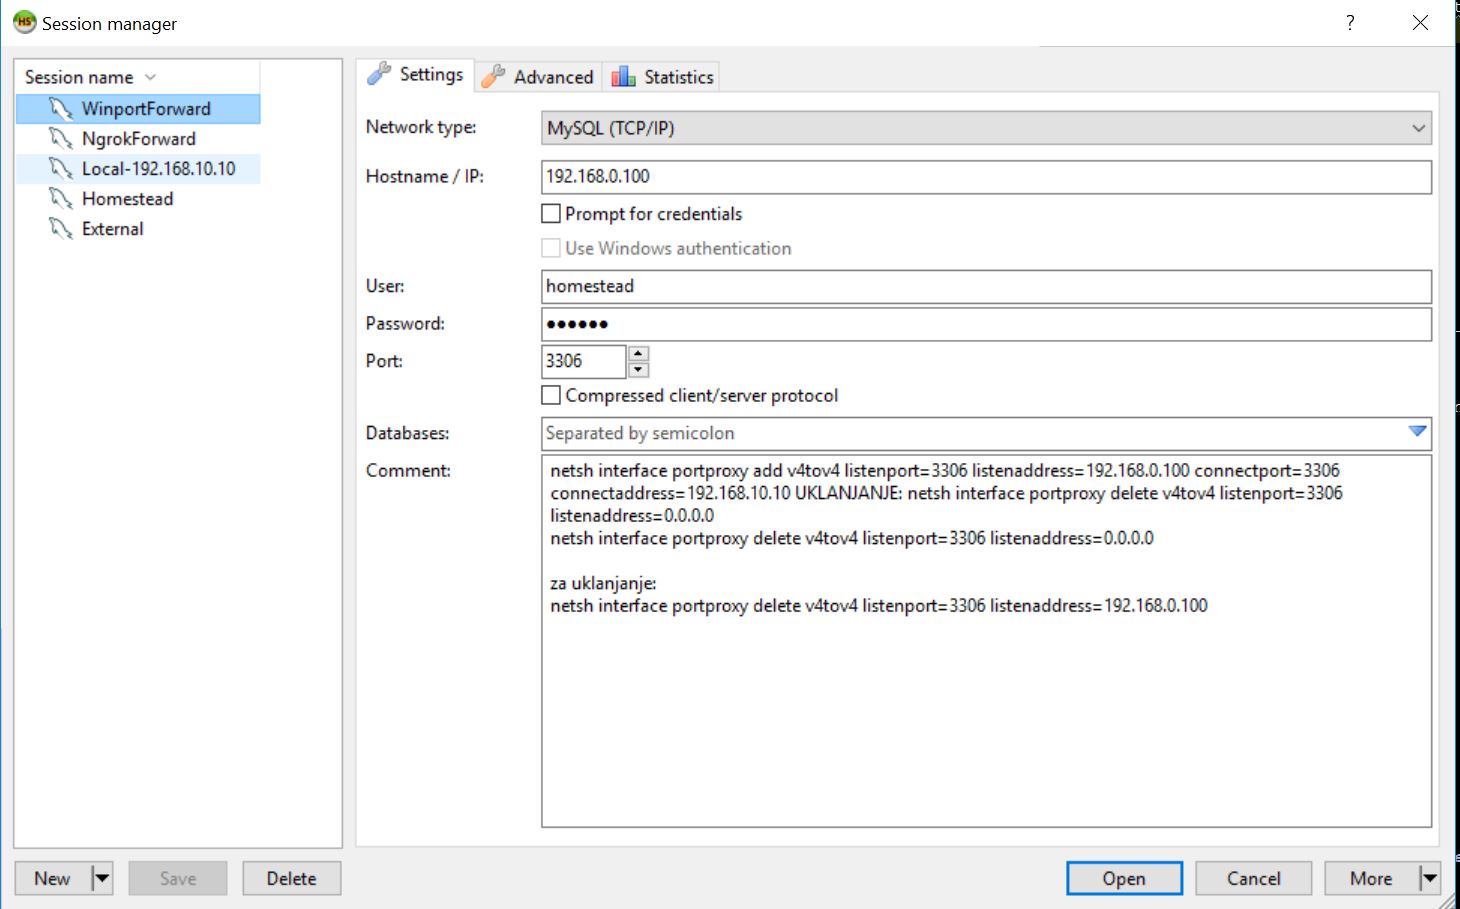 HS Session manager ?
Session name
WinportForward
NgrokForward
Local-192.168.10.10
Homestead
External
Settings Advanced Statistics
Network type: MySQL (TCP/IP)
Hostname / IP: 192.168.0.100
Prompt for credentials
Use Windows authentication
User: homestead
Password: ●●●●●●
Port: 3306
Compressed client/server protocol
Databases: Separated by semicolon
Comment: netsh interface portproxy add v4tov4 listenport=3306 listenaddress=192.168.0.100 connectport=3306
connectaddress=192.168.10.10 UKLANJANJE: netsh interface portproxy delete v4tov4 listenport=3306
listenaddress=0.0.0.0
netsh interface portproxy delete v4tov4 listenport=3306 listenaddress=0.0.0.0
za uklanjanje:
netsh interface portproxy delete v4tov4 listenport=3306 listenaddress=192.168.0.100
New Save Delete Open Cancel More